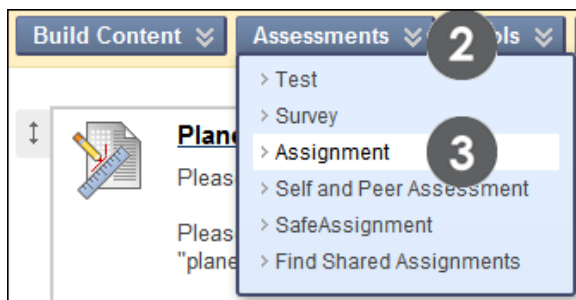 Build Content Assessments 2 ols
Test
Survey
Plane
Assignment 3
Pleas
Self and Peer Assessment
SafeAssignment
Pleas
"plane
Find Shared Assignments